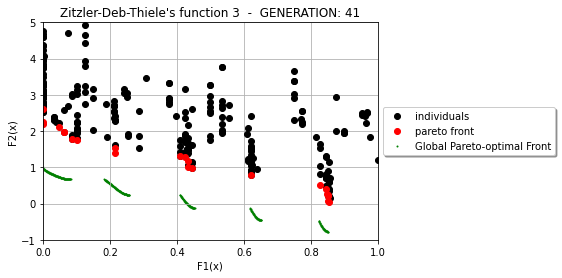 Zitzler-Deb-Thiele's function 3 - GENERATION: 41
5
4
3
2
1
0
−1
F2(x)
0.0 0.2 0.4 0.6 0.8 1.0
F1(x)
individuals
pareto front
Global Pareto-optimal Front